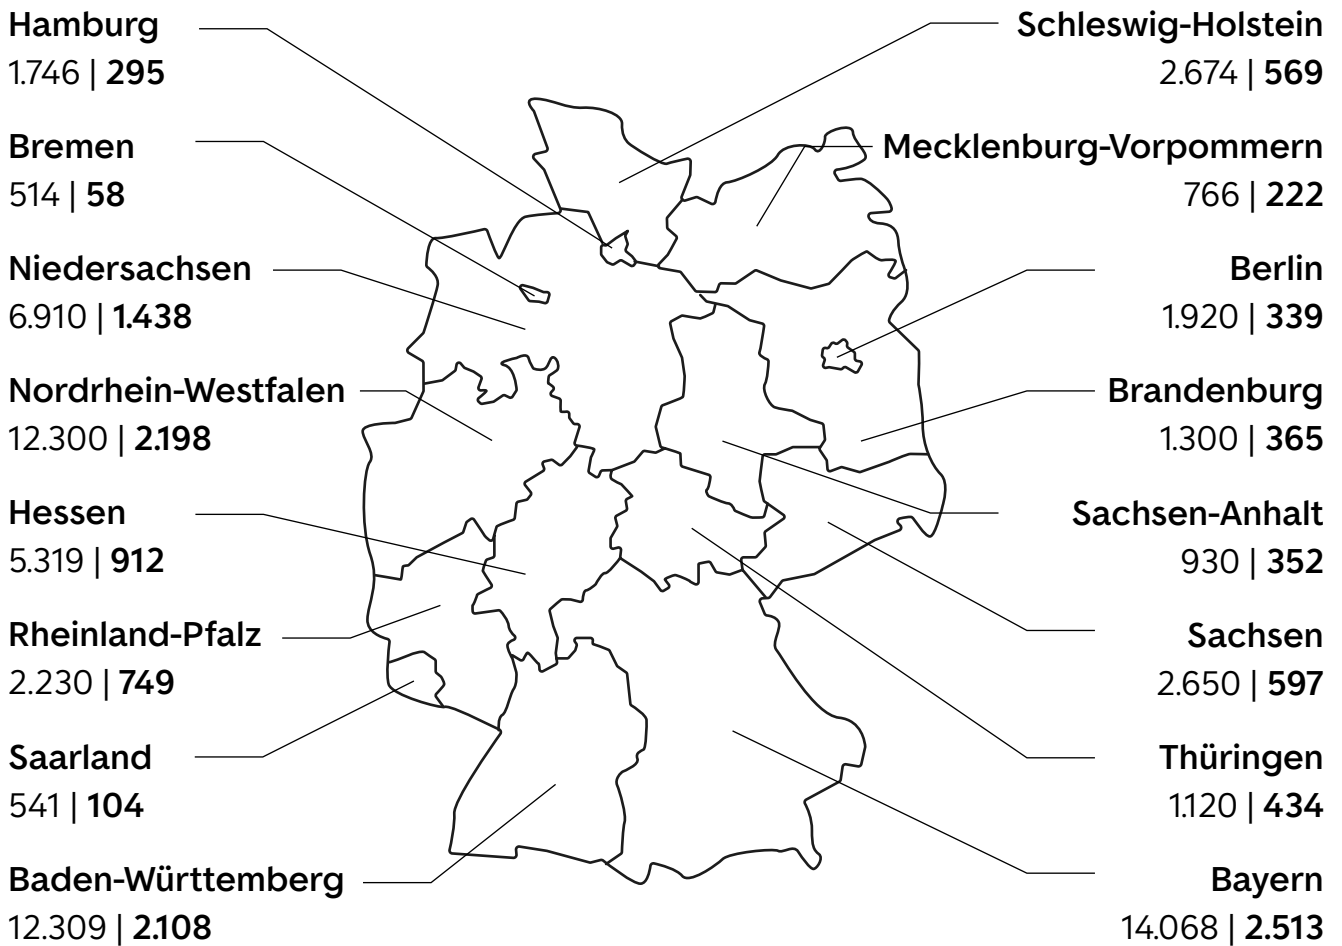 Hamburg
1.746 | 295
Bremen
514 | 58
Niedersachsen
6.910 | 1.438
Nordrhein-Westfalen
12.300 | 2.198
Hessen
5.319 | 912
Rheinland-Pfalz
2.230 | 749
Saarland
541 | 104
Baden-Württemberg
12.309 | 2.108
Schleswig-Holstein
2.674 | 569
Mecklenburg-Vorpommern
766 | 222
Berlin
1.920 | 339
Brandenburg
1.300 | 365
Sachsen-Anhalt
930 | 352
Sachsen
2.650 | 597
Thüringen
1.120 | 434
Bayern
14.068 | 2.513